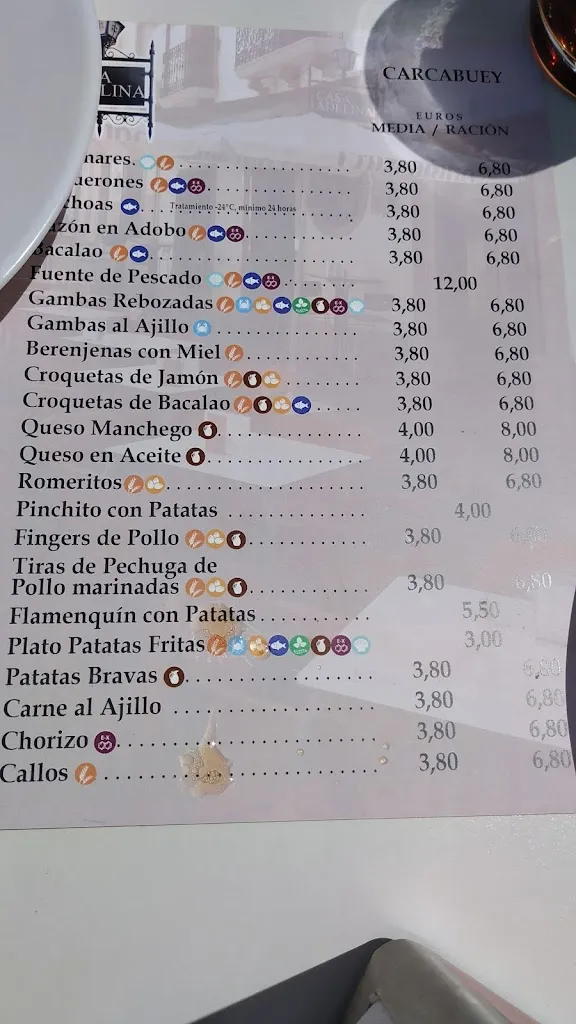 CARCABUEY
EUROS
MEDIA / RACIÓN
3,80 6,80
3,80 6,80
Tratamiento -24°C, mínimo 24 horas 3,80 6,80
en Adobo 3,80 6,80
Bacalao 3,80 6,80
Fuente de Pescado 12,00
Gambas Rebozadas 3,80 6,80
Gambas al Ajillo 3,80 6,80
Berenjenas con Miel 3,80 6,80
Croquetas de Jamón 3,80 6,80
Croquetas de Bacalao 3,80 6,80
Queso Manchego 4,00 8,00
Queso en Aceite 4,00 8,00
Romeritos 3,80 6,80
Pinchito con Patatas 4,00
Fingers de Pollo 3,80 6,80
Tiras de Pechuga de
Pollo marinadas 3,80 6,80
Flamenquín con Patatas 5,50
Plato Patatas Fritas 3,00
Patatas Bravas 3,80 6,80
Carne al Ajillo 3,80 6,80
Chorizo 3,80 6,80
Callos 3,80 6,80